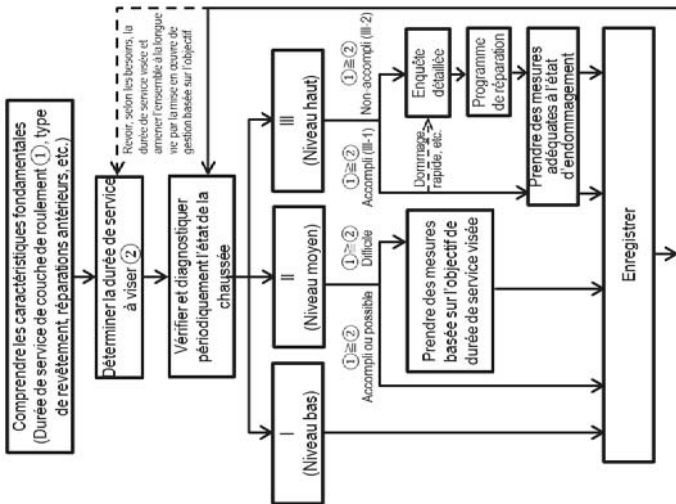 Comprendre les caractéristiques fondamentales
(Durée de service de couche de roulement ①, type
de revêtement, réparations antérieurs, etc.)
Revoir, selon les besoins, la
durée de service visée et
amener l'ensemble à la longue
vie par la mise en œuvre de
gestion basée sur l'objectif
Déterminer la durée de service
à viser ②
Vérifier et diagnostiquer
périodiquement l'état de la
chaussée
I
(Niveau bas)
II
(Niveau moyen)
III
(Niveau haut)
①≧②
Accompli ou possible
①≧②
Difficile
①≧②
Accompli (III-1)
①≧②
Non-accompli (III-2)
Dommage
rapide, etc.
Enquête
détaillée
Programme
de réparation
Prendre des mesures
basée sur l'objectif de
durée de service visée
Prendre des mesures
adéquates à l'état
d'endommagement
Enregistrer